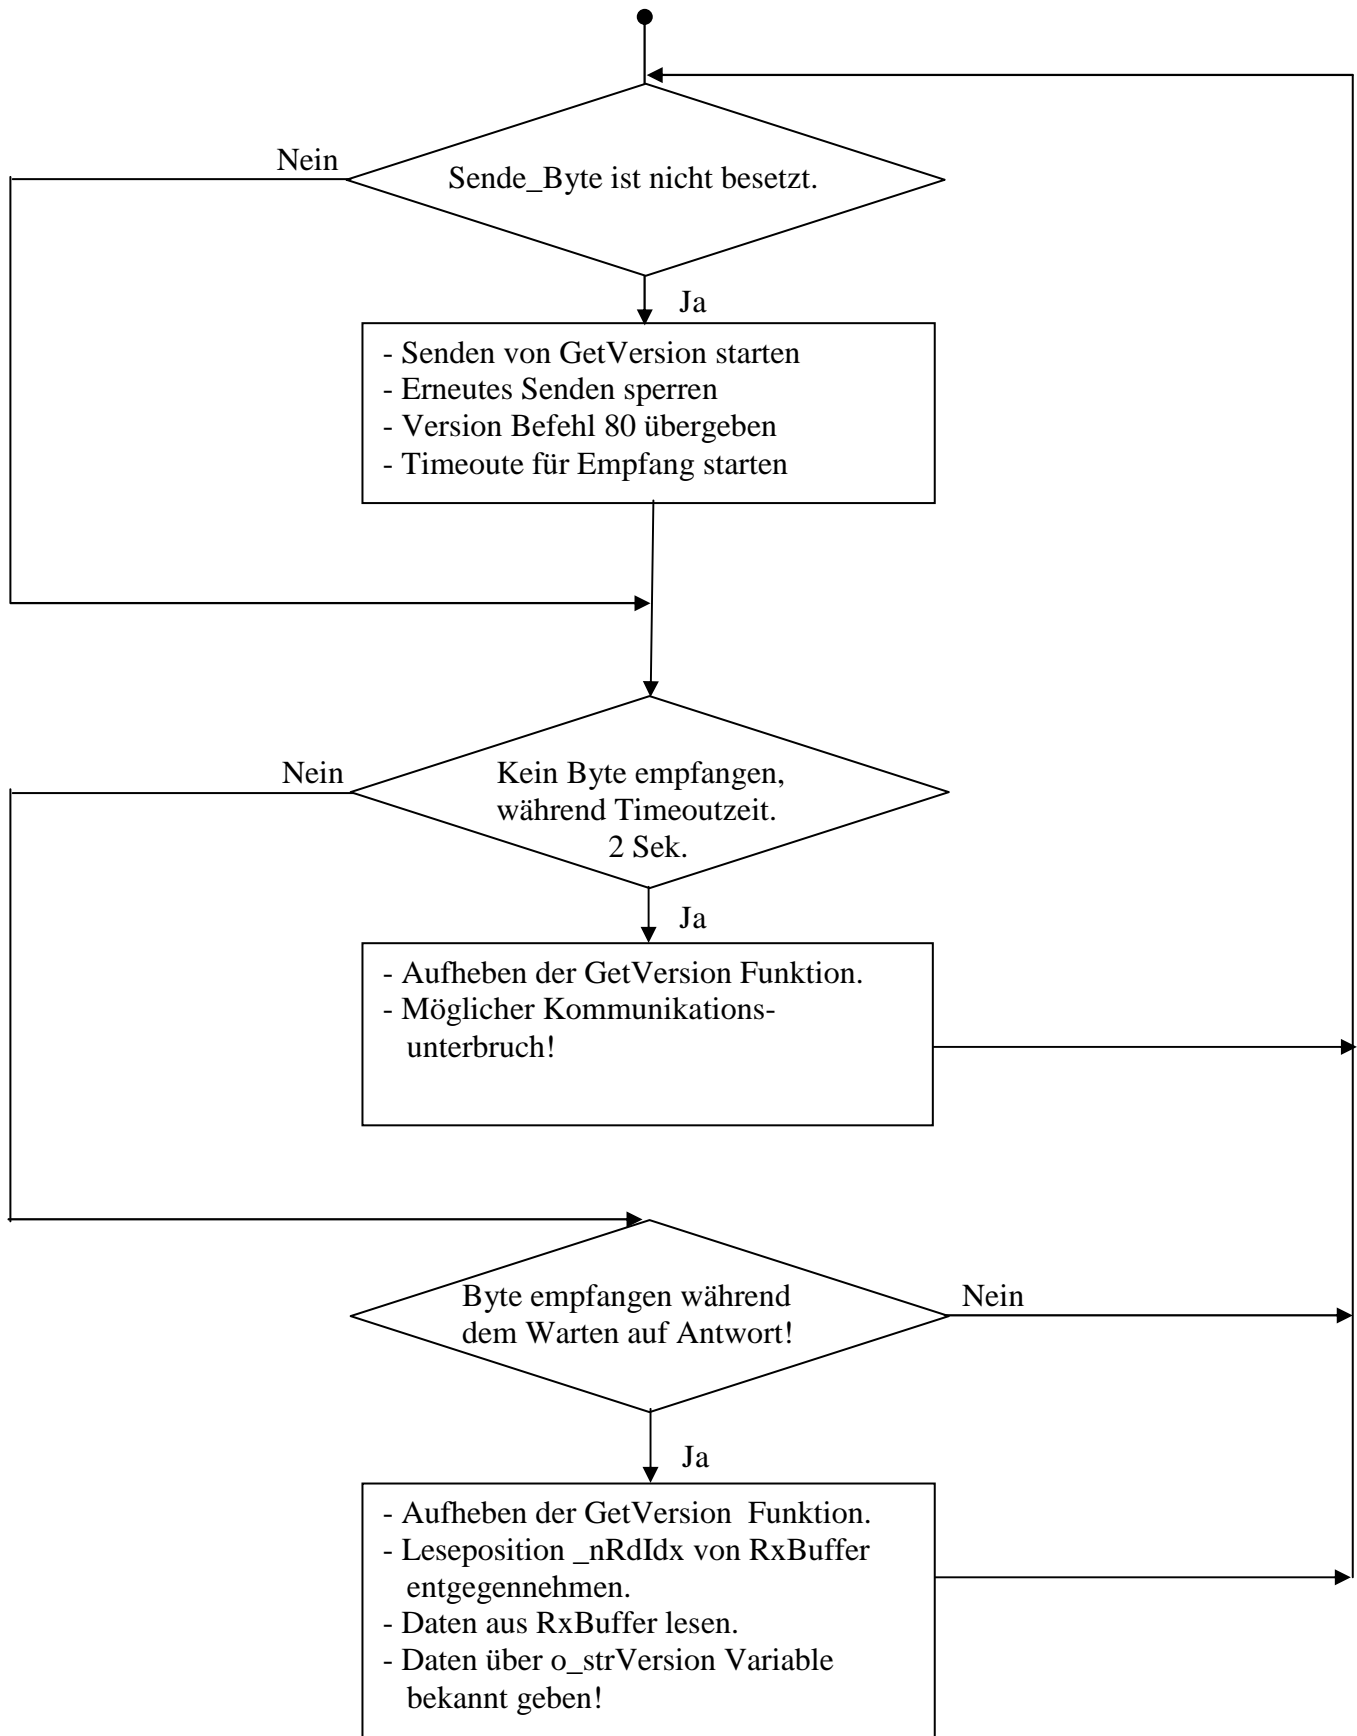 Nein
Sende_Byte ist nicht besetzt.
Ja
- Senden von GetVersion starten
- Erneutes Senden sperren
- Version Befehl 80 übergeben
- Timeoute für Empfang starten
Nein
Kein Byte empfangen,
während Timeoutzeit.
2 Sek.
Ja
- Aufheben der GetVersion Funktion.
- Möglicher Kommunikations-
unterbruch!
Byte empfangen während
dem Warten auf Antwort!
Nein
Ja
- Aufheben der GetVersion  Funktion.
- Leseposition _nRdIdx von RxBuffer
entgegennehmen.
- Daten aus RxBuffer lesen.
- Daten über o_strVersion Variable
bekannt geben!